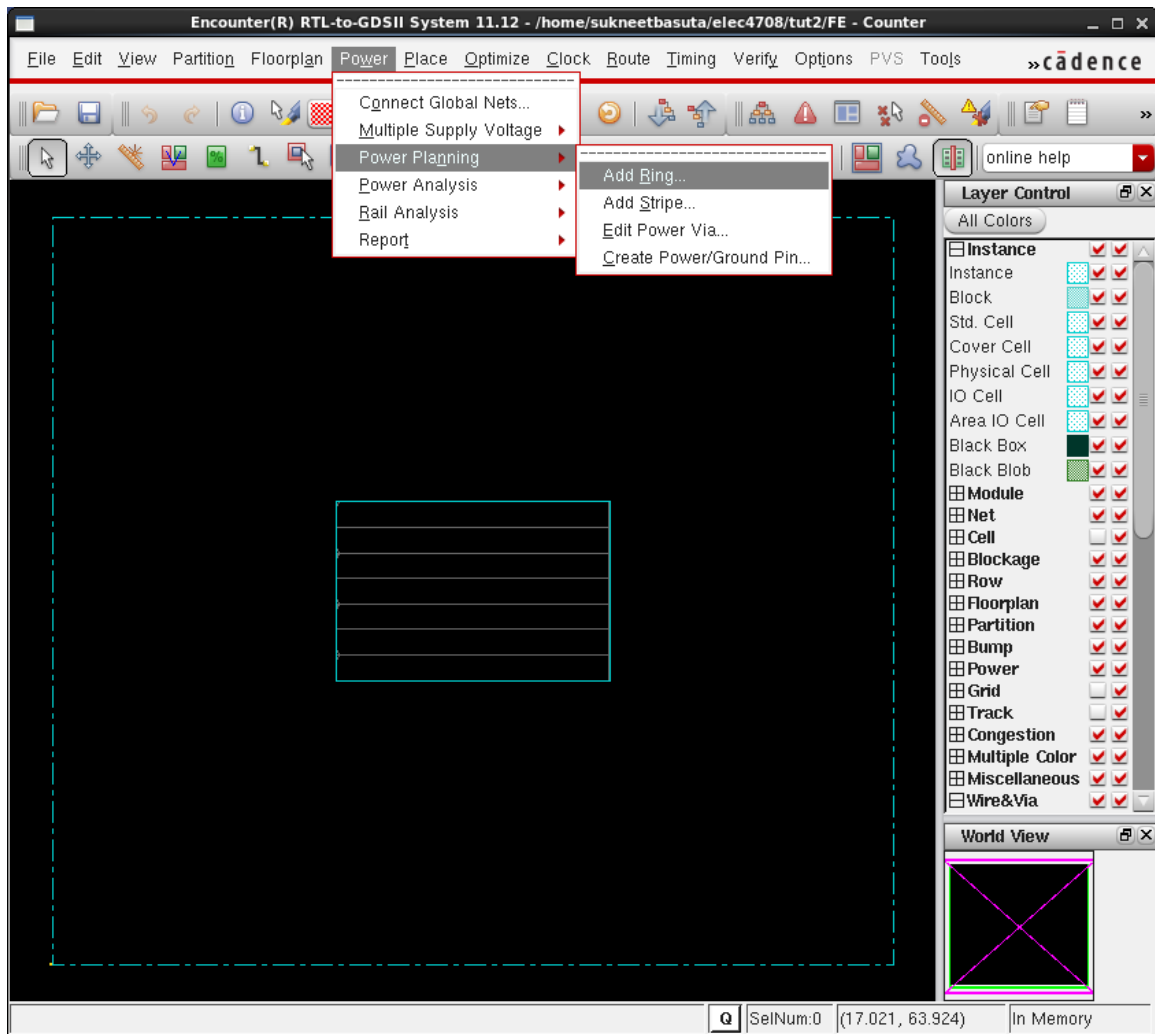 Encounter(R) RTL-to-GDSII System 11.12 - /home/sukneetbasuta/elec4708/tut2/FE - Counter
File Edit View Partition Floorplan Power Place Optimize Clock Route Timing Verify Options PVS Tools cādence
Connect Global Nets...
Multiple Supply Voltage
Power Planning
Power Analysis
Rail Analysis
Report
Add Ring...
Add Stripe...
Edit Power Via...
Create Power/Ground Pin...
online help
Layer Control
All Colors
Instance
Instance
Block
Std. Cell
Cover Cell
Physical Cell
IO Cell
Area IO Cell
Black Box
Black Blob
Module
Net
Cell
Blockage
Row
Floorplan
Partition
Bump
Power
Grid
Track
Congestion
Multiple Color
Miscellaneous
Wire&Via
World View
Q SelNum:0 (17.021, 63.924) In Memory